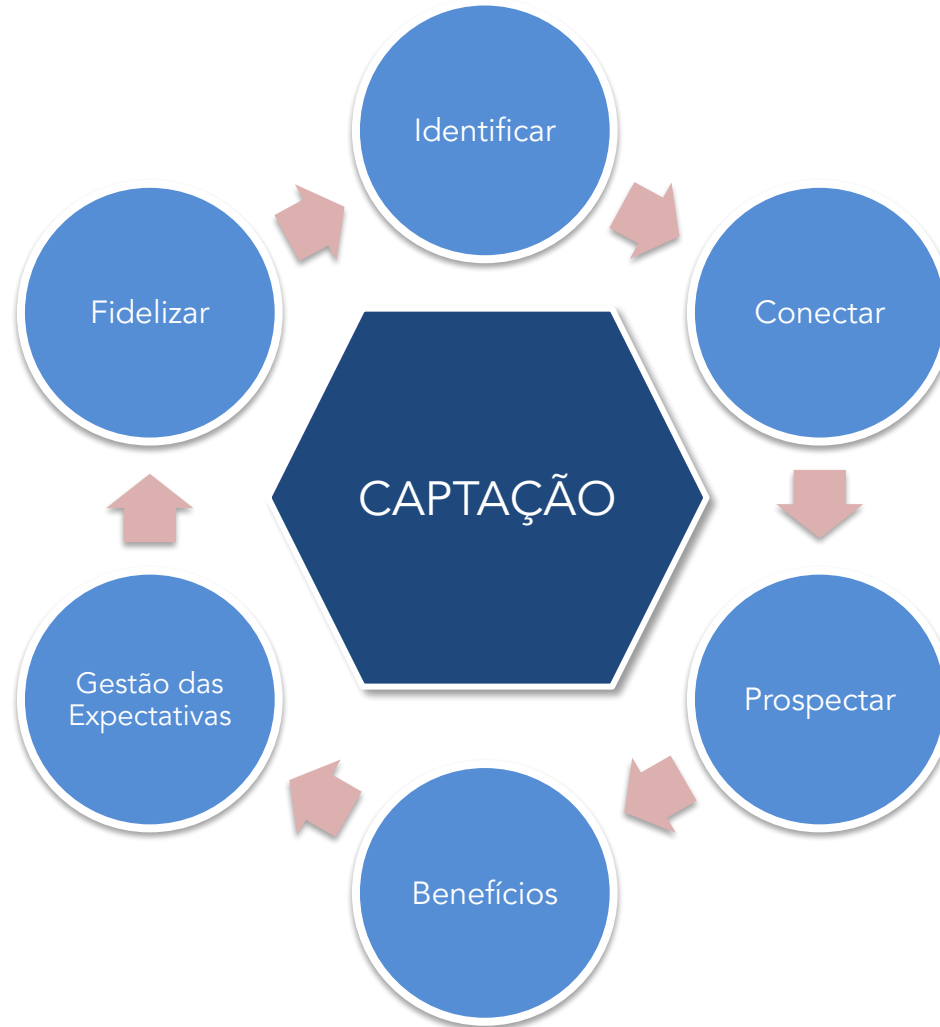 Identificar
Conectar
Prospectar
Benefícios
Gestão das
Expectativas
Fidelizar
CAPTAÇÃO